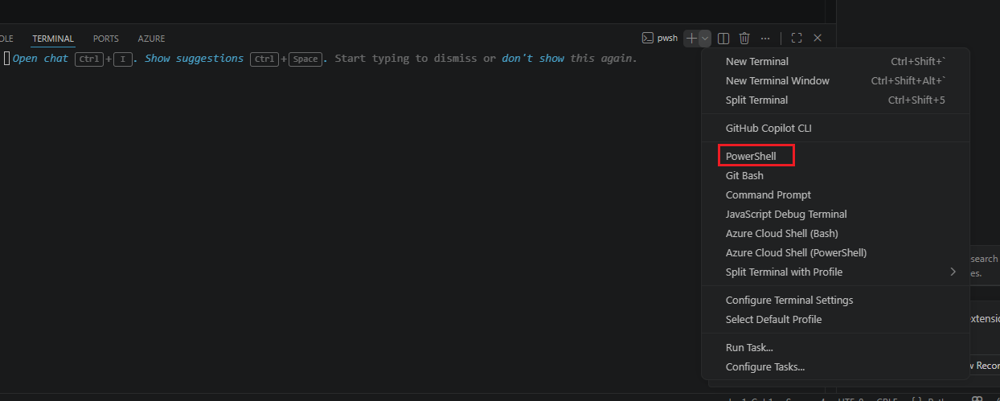 OLE TERMINAL PORTS AZURE pwsh
Open chat Ctrl + I . Show suggestions Ctrl + Space . Start typing to dismiss or don't show this again.
New Terminal Ctrl+Shift+`
New Terminal Window Ctrl+Shift+Alt+`
Split Terminal Ctrl+Shift+5
GitHub Copilot CLI
PowerShell
Git Bash
Command Prompt
JavaScript Debug Terminal
Azure Cloud Shell (Bash)
Azure Cloud Shell (PowerShell)
search
Split Terminal with Profile
es.
Configure Terminal Settings
Select Default Profile
xtensio
Run Task...
Configure Tasks...
w Recor